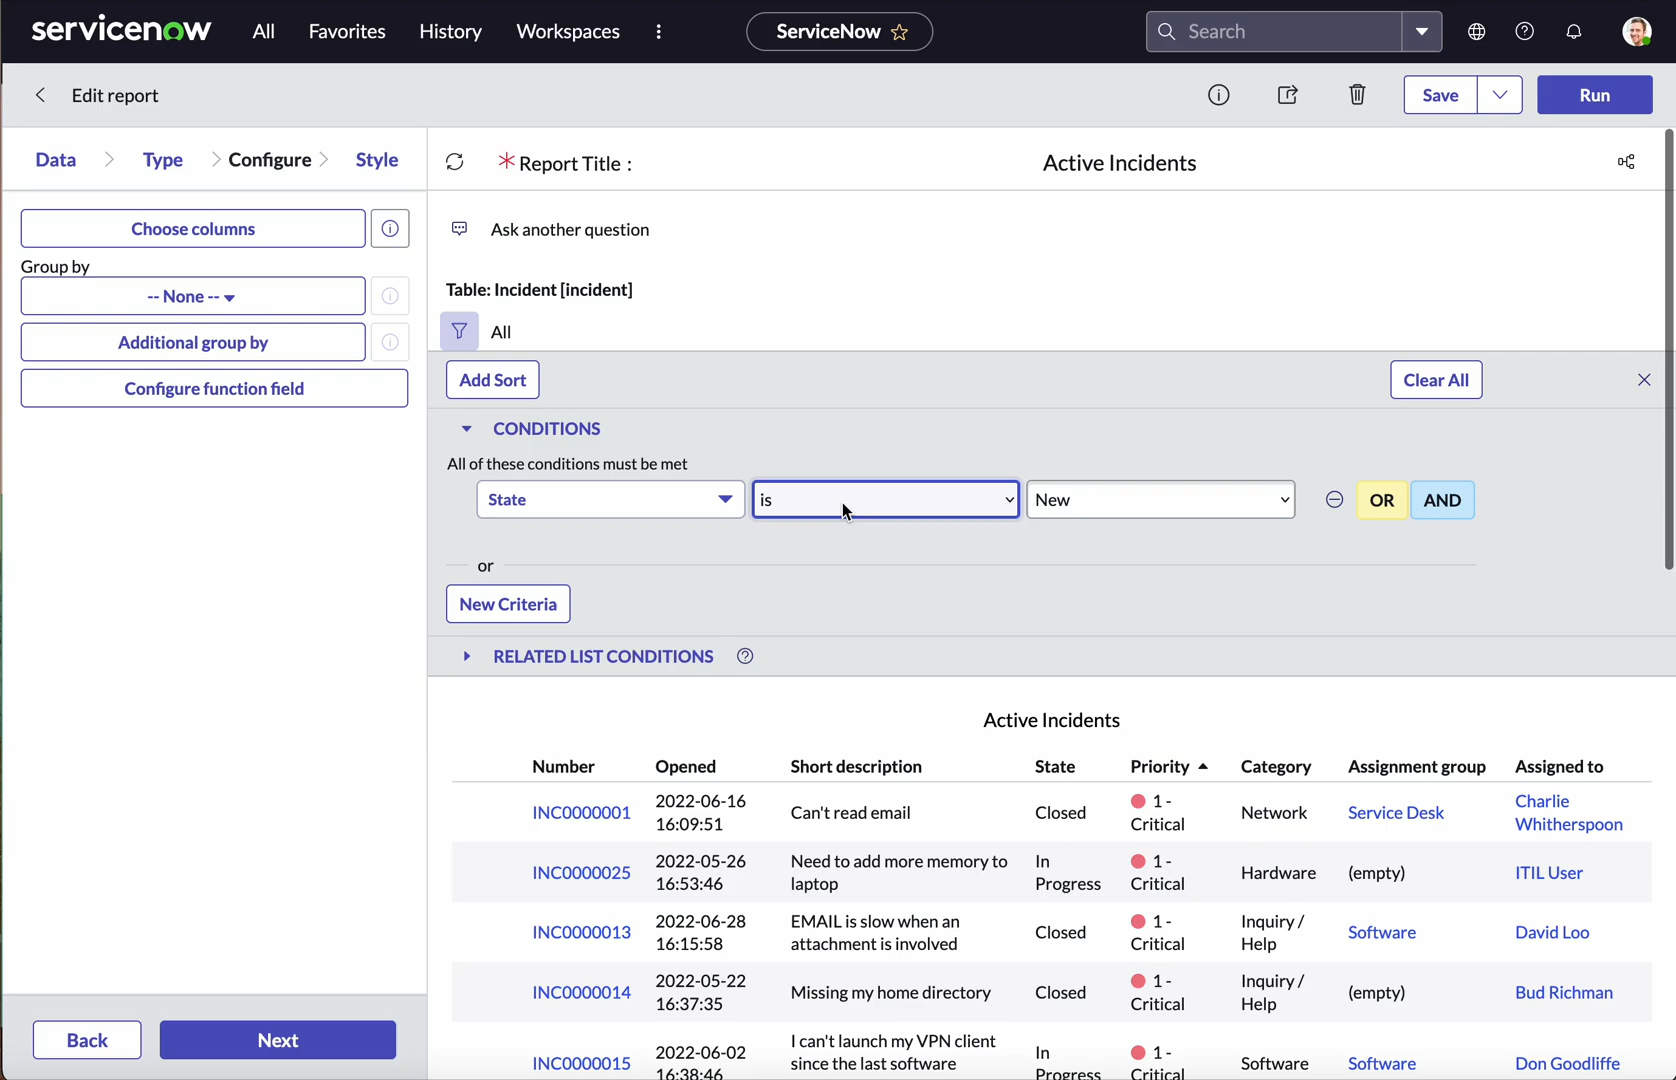 servicenow All Favorites History Workspaces ServiceNow Search
Edit report Save Run
Data Type Configure Style
Report Title : Active Incidents
Choose columns
Ask another question
Group by
-- None --
Additional group by
Configure function field
Table: Incident [incident]
All
Add Sort Clear All
CONDITIONS
All of these conditions must be met
State is New OR AND
or
New Criteria
RELATED LIST CONDITIONS
Active Incidents
Number Opened Short description State Priority Category Assignment group Assigned to
INC0000001 2022-06-16 16:09:51 Can't read email Closed 1 - Critical Network Service Desk Charlie Whitherspoon
INC0000025 2022-05-26 16:53:46 Need to add more memory to laptop In Progress 1 - Critical Hardware (empty) ITIL User
INC0000013 2022-06-28 16:15:58 EMAIL is slow when an attachment is involved Closed 1 - Critical Inquiry / Help Software David Loo
INC0000014 2022-05-22 16:37:35 Missing my home directory Closed 1 - Critical Inquiry / Help (empty) Bud Richman
INC0000015 2022-06-02 16:38:46 I can't launch my VPN client since the last software In Progress 1 - Critical Software Software Don Goodliffe
Back Next